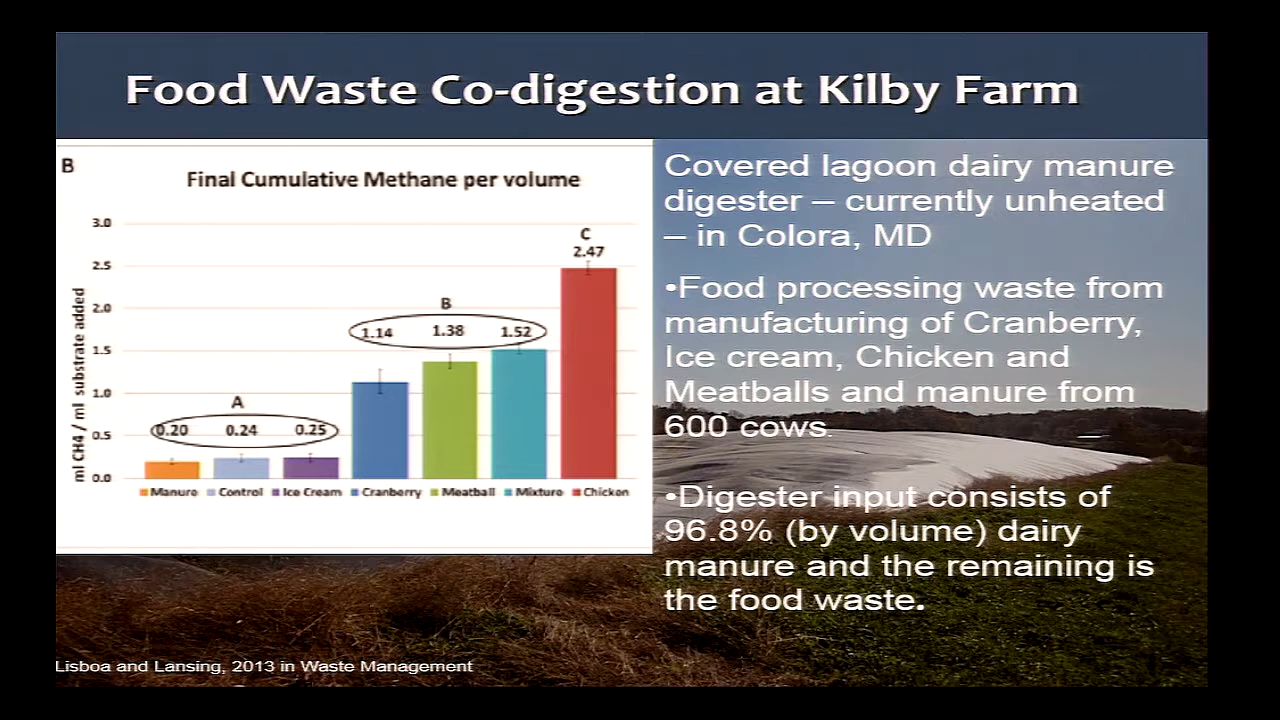 Food Waste Co-digestion at Kilby Farm
B
Final Cumulative Methane per volume
ml CH4 / ml substrate added
3.0
2.5
2.0
1.5
1.0
0.5
0.0
A
0.20 0.24 0.25
B
1.14 1.38 1.52
C
2.47
Manure Control Ice Cream Cranberry Meatball Mixture Chicken
Covered lagoon dairy manure
digester – currently unheated
– in Colora, MD
•Food processing waste from
manufacturing of Cranberry,
Ice cream, Chicken and
Meatballs and manure from
600 cows.
•Digester input consists of
96.8% (by volume) dairy
manure and the remaining is
the food waste.
Lisboa and Lansing, 2013 in Waste Management